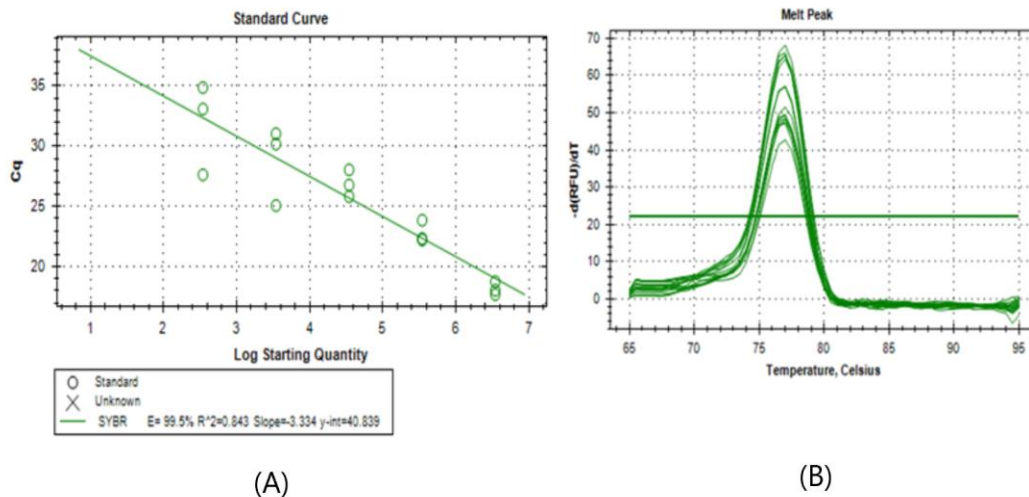 Standard Curve
Cq
35
30
25
20
1 2 3 4 5 6 7
Log Starting Quantity
Standard
Unknown
SYBR E= 99.5% R^2=0.843 Slope=-3.334 y-int=40.839
(A)
Melt Peak
-d(RFU)/dT
70
60
50
40
30
20
10
0
65 70 75 80 85 90 95
Temperature, Celsius
(B)